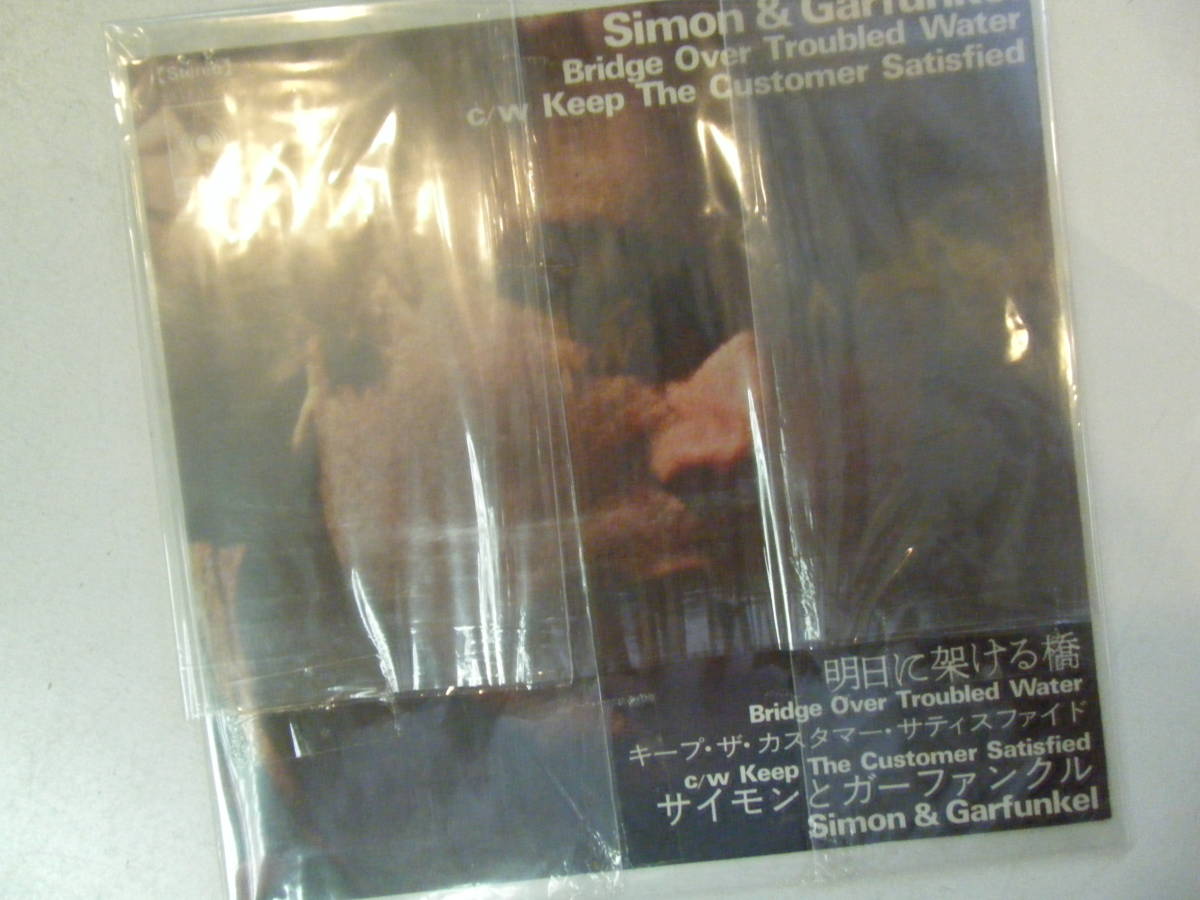 Simon & Garfunkel
Bridge Over Troubled Water
c/w Keep The Customer Satisfied
[Stereo]
明日に架ける橋
Bridge Over Troubled Water
キープ・ザ・カスタマー・サティスファイド
c/w Keep The Customer Satisfied
サイモンとガーファンクル
Simon & Garfunkel